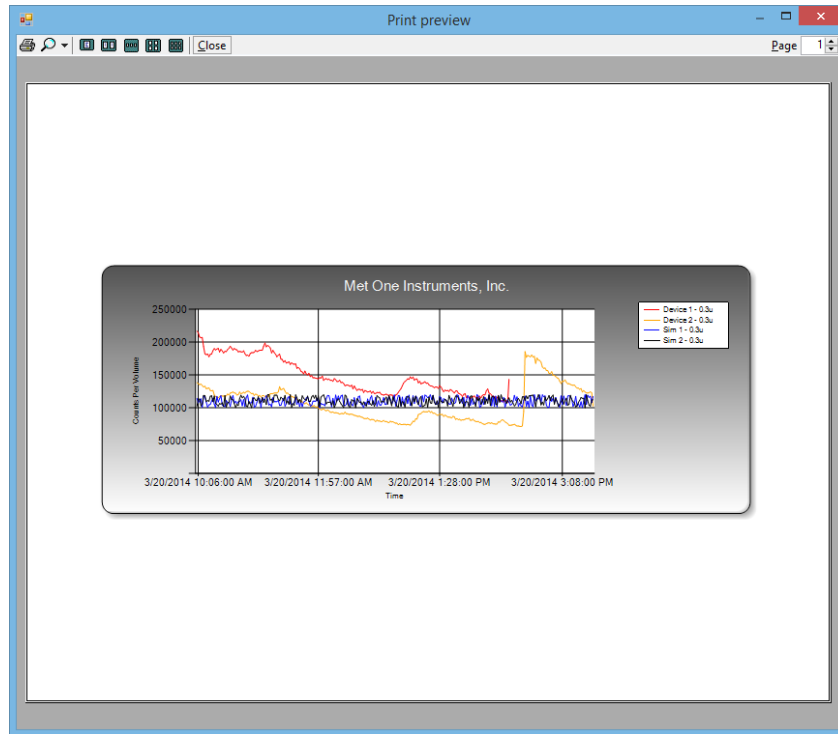 Print preview
Close
Page 1
Met One Instruments, Inc.
Device 1 - 0.3u
Device 2 - 0.3u
Sim 1 - 0.3u
Sim 2 - 0.3u
250000
200000
150000
100000
50000
Counts Per Volume
3/20/2014 10:06:00 AM 3/20/2014 11:57:00 AM 3/20/2014 1:28:00 PM 3/20/2014 3:08:00 PM
Time